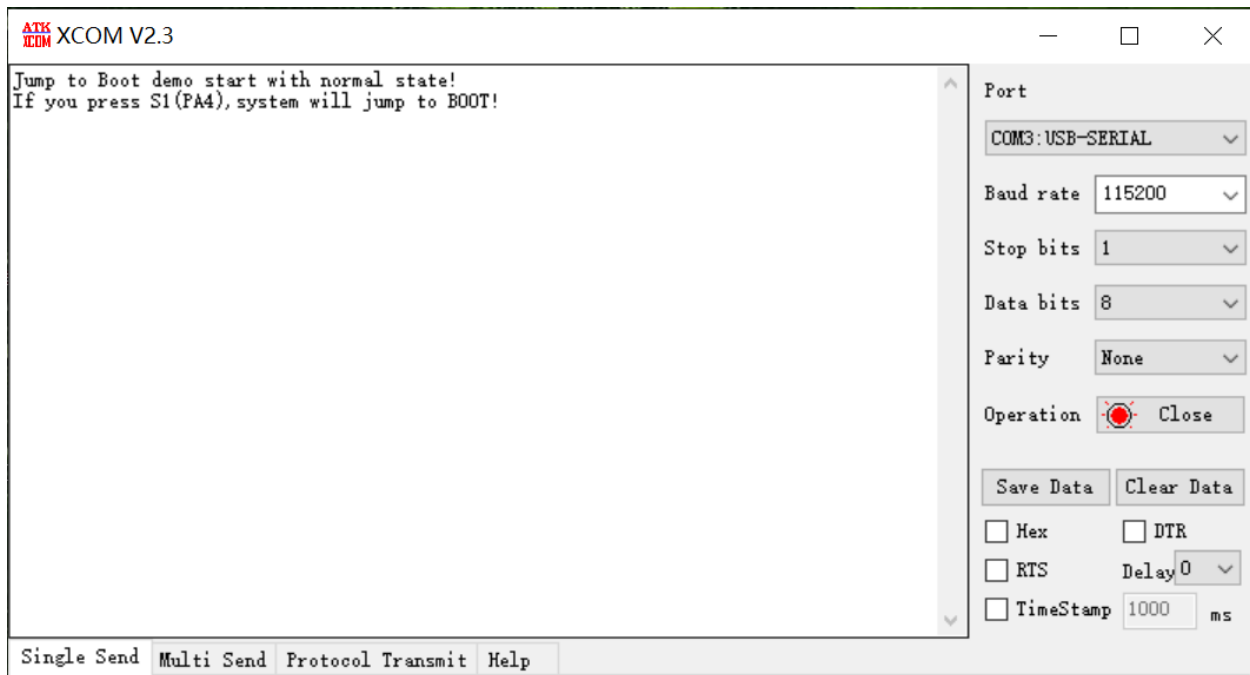 ATK
XCOM
XCOM V2.3
Jump to Boot demo start with normal state!
If you press S1(PA4),system will jump to BOOT!
Port
COM3:USB-SERIAL
Baud rate 115200
Stop bits 1
Data bits 8
Parity None
Operation Close
Save Data Clear Data
Hex DTR
RTS Delay 0
TimeStamp 1000 ms
Single Send Multi Send Protocol Transmit Help